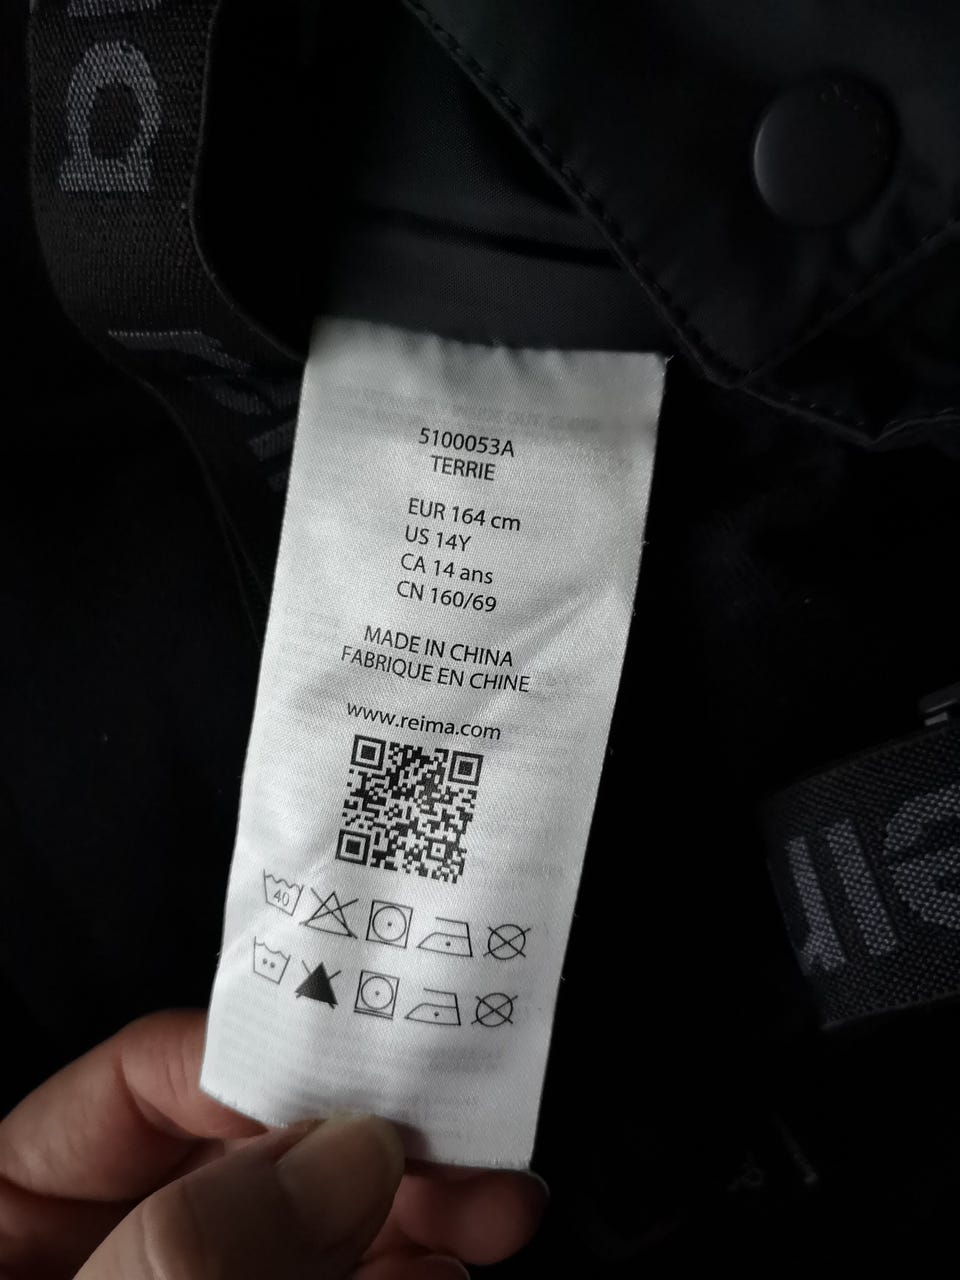 5100053A
TERRIE
EUR 164 cm
US 14Y
CA 14 ans
CN 160/69
MADE IN CHINA
FABRIQUE EN CHINE
www.reima.com
40